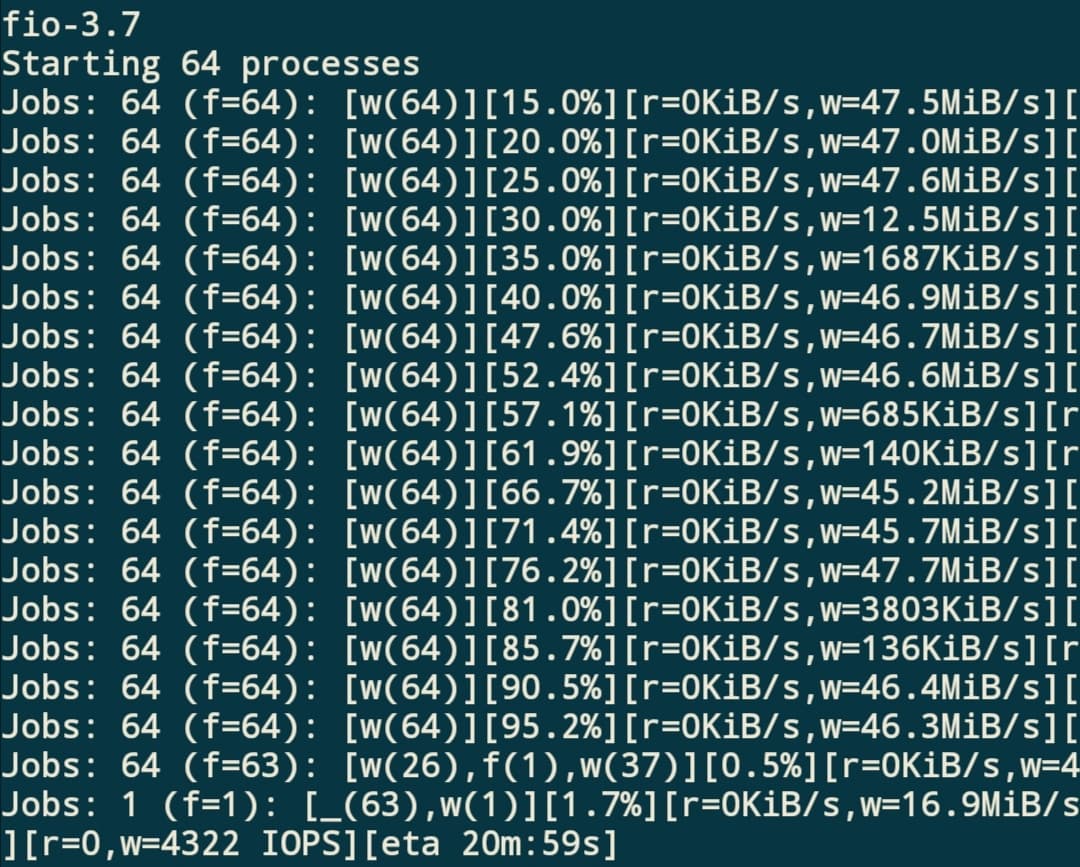 fio-3.7
Starting 64 processes
Jobs: 64 (f=64): [w(64)][15.0%][r=0KiB/s,w=47.5MiB/s][
Jobs: 64 (f=64): [w(64)][20.0%][r=0KiB/s,w=47.0MiB/s][
Jobs: 64 (f=64): [w(64)][25.0%][r=0KiB/s,w=47.6MiB/s][
Jobs: 64 (f=64): [w(64)][30.0%][r=0KiB/s,w=12.5MiB/s][
Jobs: 64 (f=64): [w(64)][35.0%][r=0KiB/s,w=1687KiB/s][
Jobs: 64 (f=64): [w(64)][40.0%][r=0KiB/s,w=46.9MiB/s][
Jobs: 64 (f=64): [w(64)][47.6%][r=0KiB/s,w=46.7MiB/s][
Jobs: 64 (f=64): [w(64)][52.4%][r=0KiB/s,w=46.6MiB/s][
Jobs: 64 (f=64): [w(64)][57.1%][r=0KiB/s,w=685KiB/s][r
Jobs: 64 (f=64): [w(64)][61.9%][r=0KiB/s,w=140KiB/s][r
Jobs: 64 (f=64): [w(64)][66.7%][r=0KiB/s,w=45.2MiB/s][
Jobs: 64 (f=64): [w(64)][71.4%][r=0KiB/s,w=45.7MiB/s][
Jobs: 64 (f=64): [w(64)][76.2%][r=0KiB/s,w=47.7MiB/s][
Jobs: 64 (f=64): [w(64)][81.0%][r=0KiB/s,w=3803KiB/s][
Jobs: 64 (f=64): [w(64)][85.7%][r=0KiB/s,w=136KiB/s][r
Jobs: 64 (f=64): [w(64)][90.5%][r=0KiB/s,w=46.4MiB/s][
Jobs: 64 (f=64): [w(64)][95.2%][r=0KiB/s,w=46.3MiB/s][
Jobs: 64 (f=63): [w(26),f(1),w(37)][0.5%][r=0KiB/s,w=4
Jobs: 1 (f=1): [_(63),w(1)][1.7%][r=0KiB/s,w=16.9MiB/s
][r=0,w=4322 IOPS][eta 20m:59s]